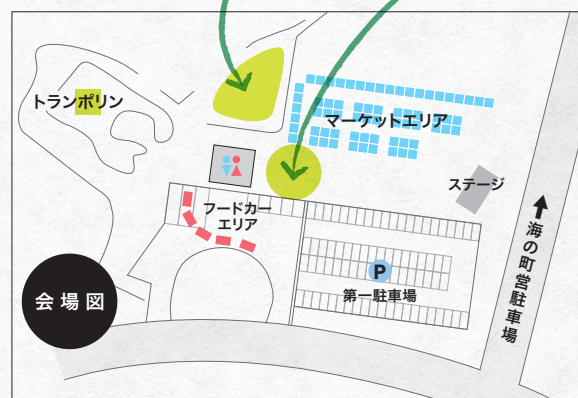 トランポリン
マーケットエリア
ステージ
フードカー
エリア
P
第一駐車場
会場図
海の町営駐車場